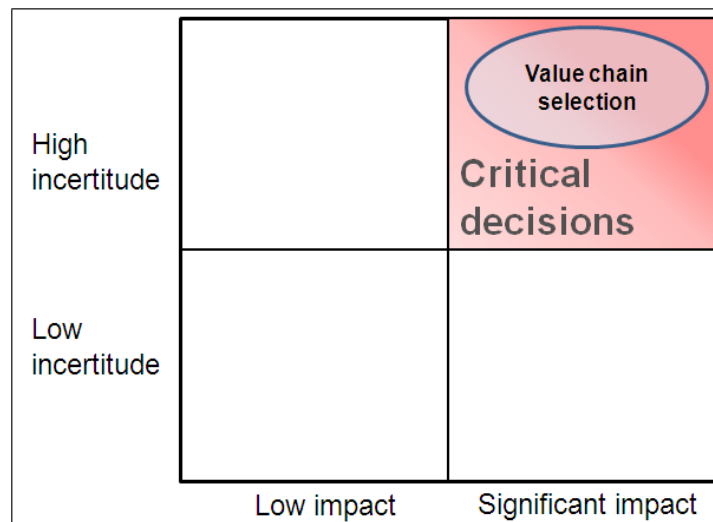 Value chain
selection
High
incertitude
Critical
decisions
Low
incertitude
Low impact
Significant impact